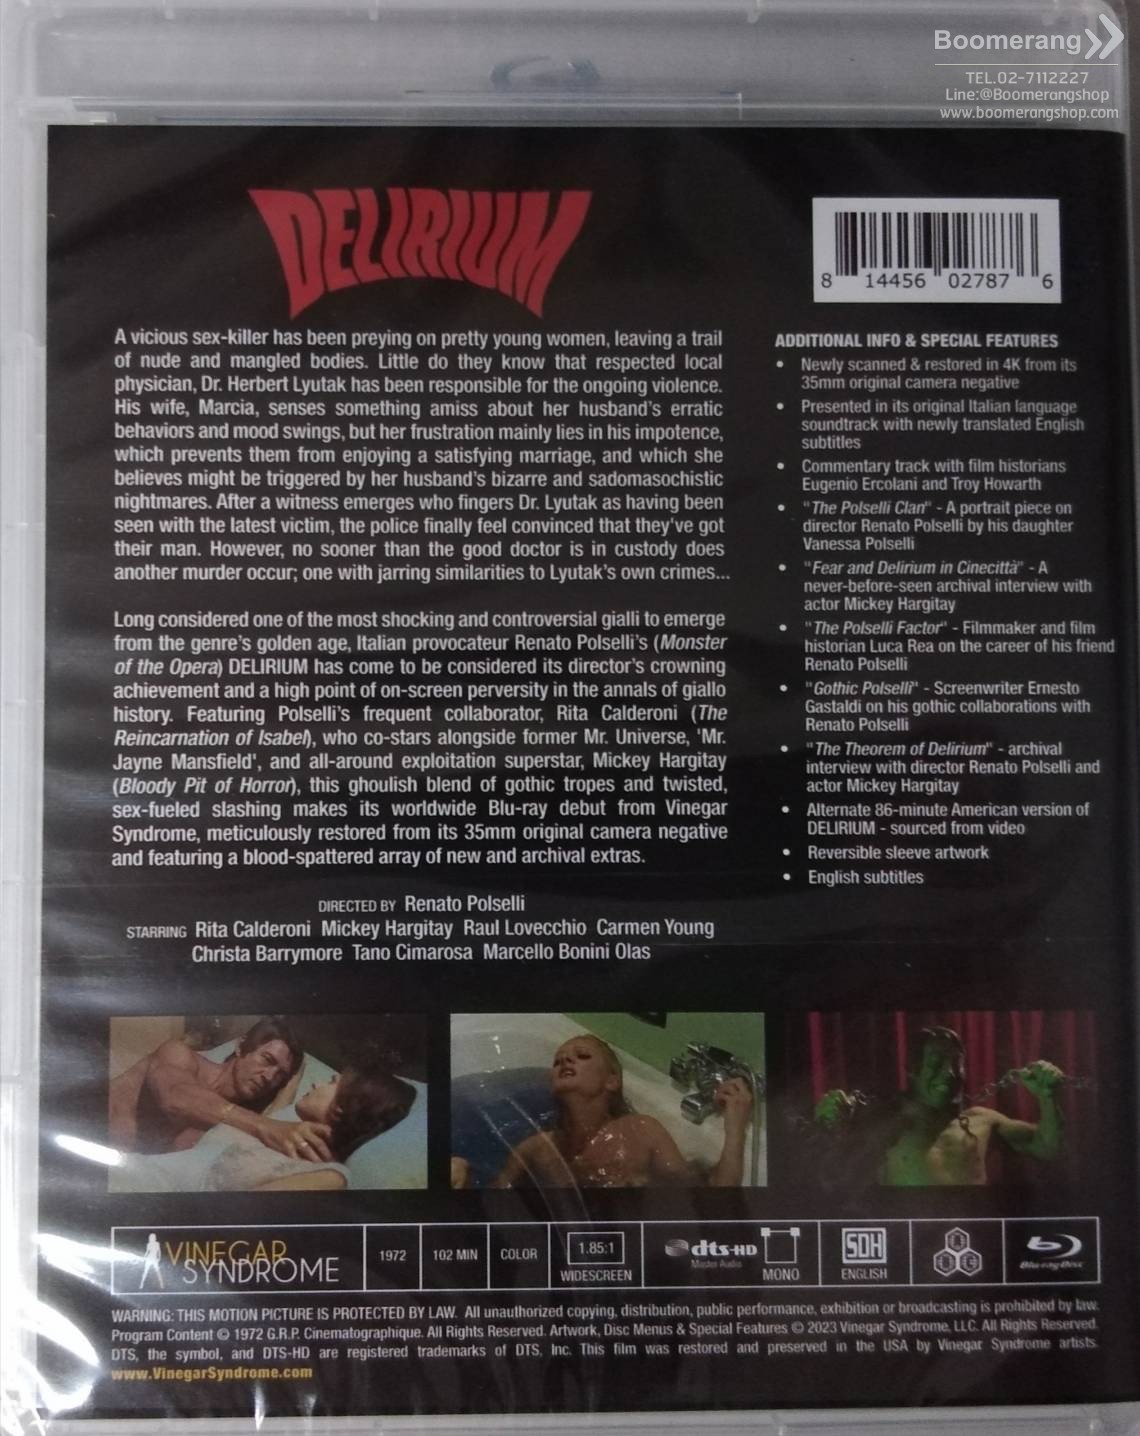 Boomerang
TEL.02-7112227
Line:@Boomerangshop
www.boomerangshop.com
DELIRIUM
8 14456 02787 6
A vicious sex-killer has been preying on pretty young women, leaving a trail
of nude and mangled bodies. Little do they know that respected local
physician, Dr. Herbert Lyutak has been responsible for the ongoing violence.
His wife, Marcia, senses something amiss about her husband's erratic
behaviors and mood swings, but her frustration mainly lies in his impotence,
which prevents them from enjoying a satisfying marriage, and which she
believes might be triggered by her husband's bizarre and sadomasochistic
nightmares. After a witness emerges who fingers Dr. Lyutak as having been
seen with the latest victim, the police finally feel convinced that they've got
their man. However, no sooner than the good doctor is in custody does
another murder occur; one with jarring similarities to Lyutak's own crimes...
Long considered one of the most shocking and controversial gialli to emerge
from the genre's golden age, Italian provocateur Renato Polselli's (Monster
of the Opera) DELIRIUM has come to be considered its director's crowning
achievement and a high point of on-screen perversity in the annals of giallo
history. Featuring Polselli's frequent collaborator, Rita Calderoni (The
Reincarnation of Isabel), who co-stars alongside former Mr. Universe, 'Mr.
Jayne Mansfield', and all-around exploitation superstar, Mickey Hargitay
(Bloody Pit of Horror), this ghoulish blend of gothic tropes and twisted,
sex-fueled slashing makes its worldwide Blu-ray debut from Vinegar
Syndrome, meticulously restored from its 35mm original camera negative
and featuring a blood-spattered array of new and archival extras.
DIRECTED BY Renato Polselli
STARRING Rita Calderoni Mickey Hargitay Raul Lovecchio Carmen Young
Christa Barrymore Tano Cimarosa Marcello Bonini Olas
ADDITIONAL INFO & SPECIAL FEATURES
• Newly scanned & restored in 4K from its
35mm original camera negative
• Presented in its original Italian language
soundtrack with newly translated English
subtitles
• Commentary track with film historians
Eugenio Ercolani and Troy Howarth
• "The Polselli Clan" - A portrait piece on
director Renato Polselli by his daughter
Vanessa Polselli
• "Fear and Delirium in Cinecittà" - A
never-before-seen archival interview with
actor Mickey Hargitay
• "The Polselli Factor" - Filmmaker and film
historian Luca Rea on the career of his friend
Renato Polselli
• "Gothic Polselli" - Screenwriter Ernesto
Gastaldi on his gothic collaborations with
Renato Polselli
• "The Theorem of Delirium" - archival
interview with director Renato Polselli and
actor Mickey Hargitay
• Alternate 86-minute American version of
DELIRIUM - sourced from video
• Reversible sleeve artwork
• English subtitles
VINEGAR
SYNDROME
1972
102 MIN
COLOR
1.85:1
WIDESCREEN
dts-HD
Master Audio
MONO
SDH
ENGLISH
Blu-ray Disc
WARNING: THIS MOTION PICTURE IS PROTECTED BY LAW. All unauthorized copying, distribution, public performance, exhibition or broadcasting is prohibited by law.
Program Content © 1972 G.R.P. Cinematographique. All Rights Reserved. Artwork, Disc Menus & Special Features © 2023 Vinegar Syndrome, LLC. All Rights Reserved.
DTS, the symbol, and DTS-HD are registered trademarks of DTS, Inc. This film was restored and preserved in the USA by Vinegar Syndrome artists.
www.VinegarSyndrome.com